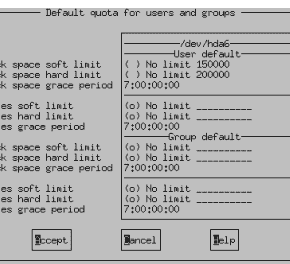 Default quota for users and groups
/dev/hda6
User default
k space soft limit ( ) No limit 150000
k space hard limit ( ) No limit 200000
k space grace period 7:00:00:00
es soft limit (o) No limit
es hard limit (o) No limit
es grace period 7:00:00:00
Group default
k space soft limit (o) No limit
k space hard limit (o) No limit
k space grace period 7:00:00:00
es soft limit (o) No limit
es hard limit (o) No limit
es grace period 7:00:00:00
Accept Cancel Help